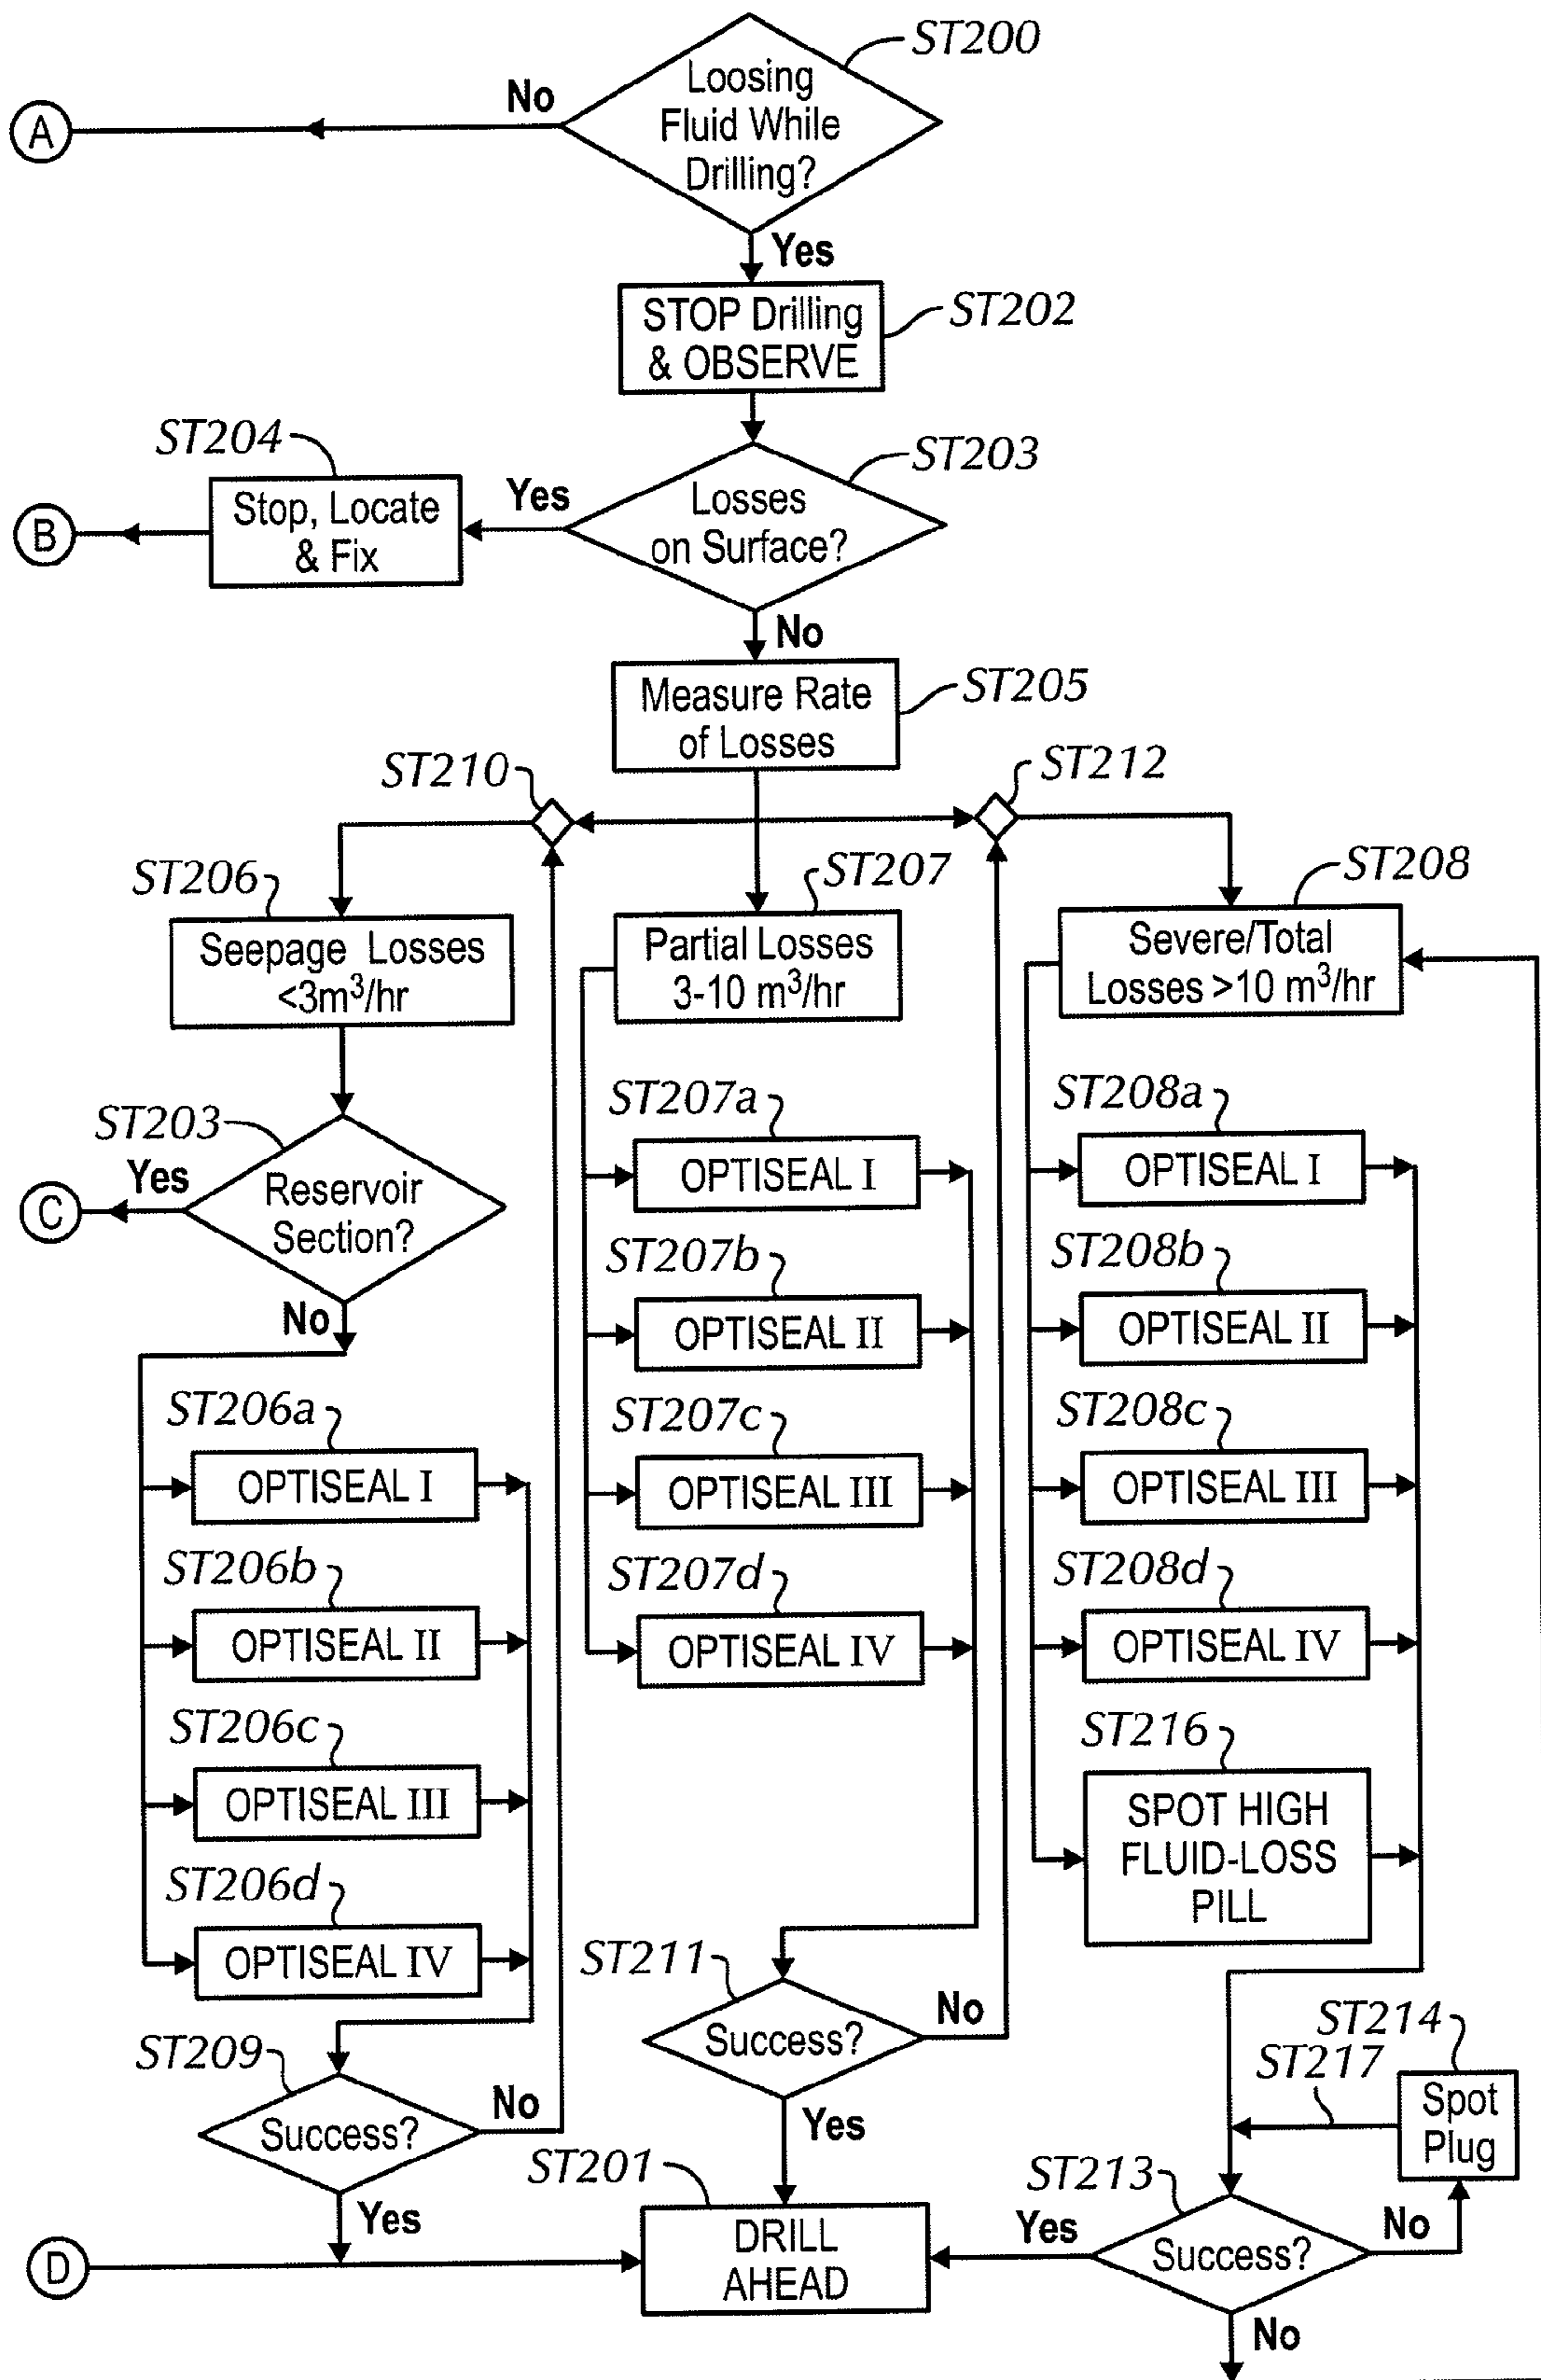 ST200
Loosing
Fluid While
Drilling?
No
A
Yes
ST202
STOP Drilling
& OBSERVE
ST204
ST203
Stop, Locate
& Fix
Yes
Losses
on Surface?
B
No
Measure Rate
of Losses
ST205
ST210
ST212
ST206
ST207
ST208
Seepage Losses
<3m³/hr
Partial Losses
3-10 m³/hr
Severe/Total
Losses >10 m³/hr
ST203
Yes
C
Reservoir
Section?
No
ST206a
OPTISEAL I
ST206b
OPTISEAL II
ST206c
OPTISEAL III
ST206d
OPTISEAL IV
ST209
Success?
No
Yes
D
ST207a
OPTISEAL I
ST207b
OPTISEAL II
ST207c
OPTISEAL III
ST207d
OPTISEAL IV
ST211
Success?
No
Yes
ST201
DRILL
AHEAD
ST208a
OPTISEAL I
ST208b
OPTISEAL II
ST208c
OPTISEAL III
ST208d
OPTISEAL IV
ST216
SPOT HIGH
FLUID-LOSS
PILL
ST214
ST217
Spot
Plug
ST213
Yes
Success?
No
No